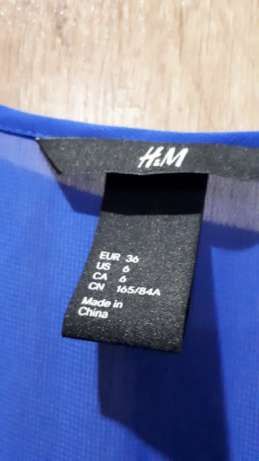 H&M
EUR 36
US 6
CA 6
CN 165/84A
Made in
China